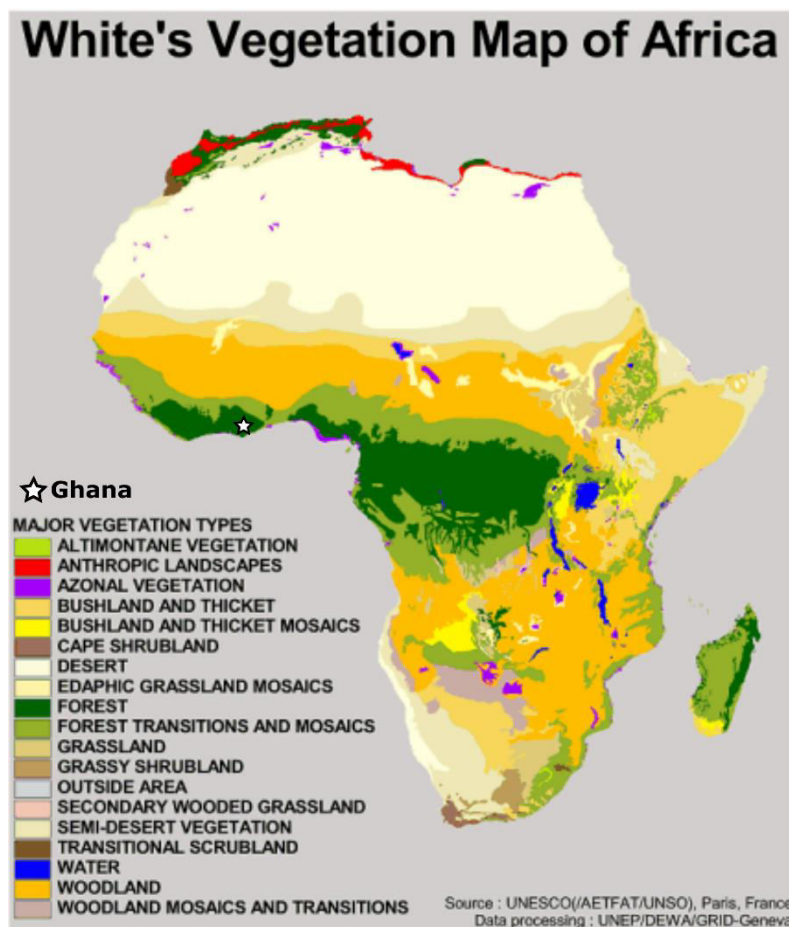 White's Vegetation Map of Africa
Ghana
MAJOR VEGETATION TYPES
ALTIMONTANE VEGETATION
ANTHROPIC LANDSCAPES
AZONAL VEGETATION
BUSHLAND AND THICKET
BUSHLAND AND THICKET MOSAICS
CAPE SHRUBLAND
DESERT
EDAPHIC GRASSLAND MOSAICS
FOREST
FOREST TRANSITIONS AND MOSAICS
GRASSLAND
GRASSY SHRUBLAND
OUTSIDE AREA
SECONDARY WOODED GRASSLAND
SEMI-DESERT VEGETATION
TRANSITIONAL SCRUBLAND
WATER
WOODLAND
WOODLAND MOSAICS AND TRANSITIONS
Source : UNESCO(/AETFAT/UNSO), Paris, France
Data processing : UNEP/DEWA/GRID-Geneva